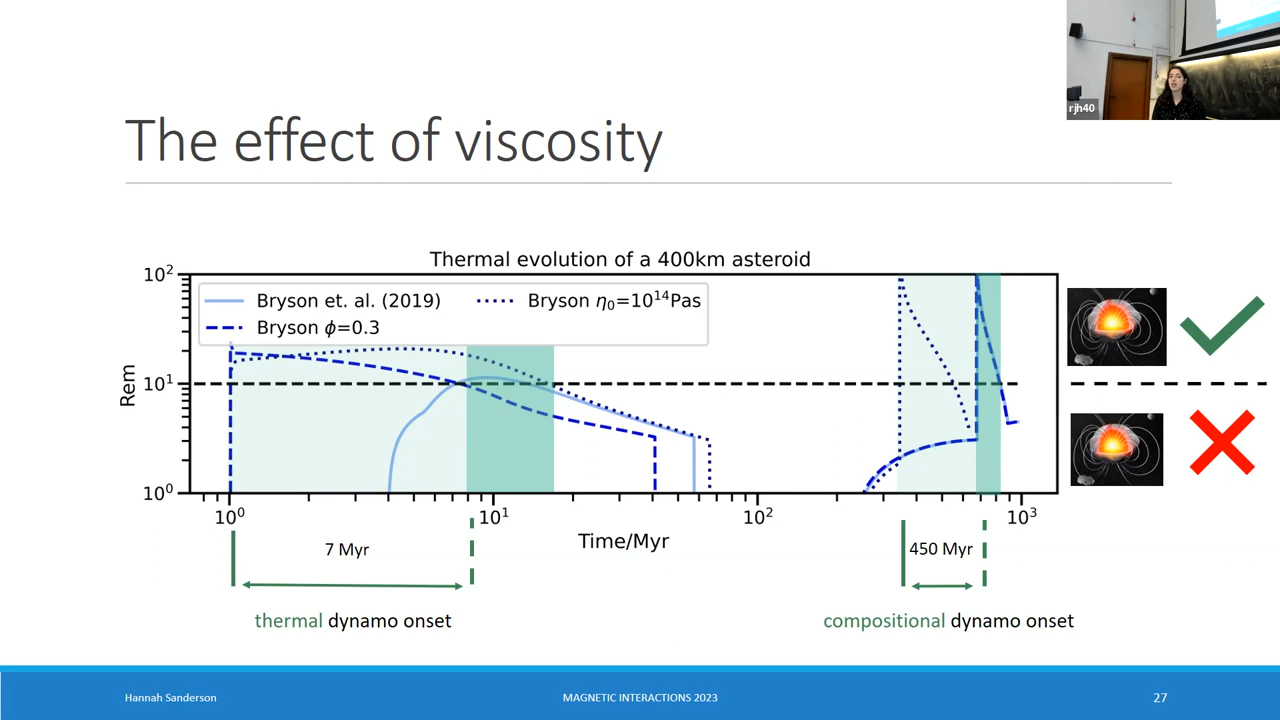 rjh40
The effect of viscosity
Thermal evolution of a 400km asteroid
Bryson et. al. (2019)
Bryson η₀=10¹⁴Pas
Bryson ϕ=0.3
Rem
10²
10¹
10⁰
10⁰
10¹
10²
10³
Time/Myr
7 Myr
450 Myr
thermal dynamo onset
compositional dynamo onset
Hannah Sanderson
MAGNETIC INTERACTIONS 2023
27